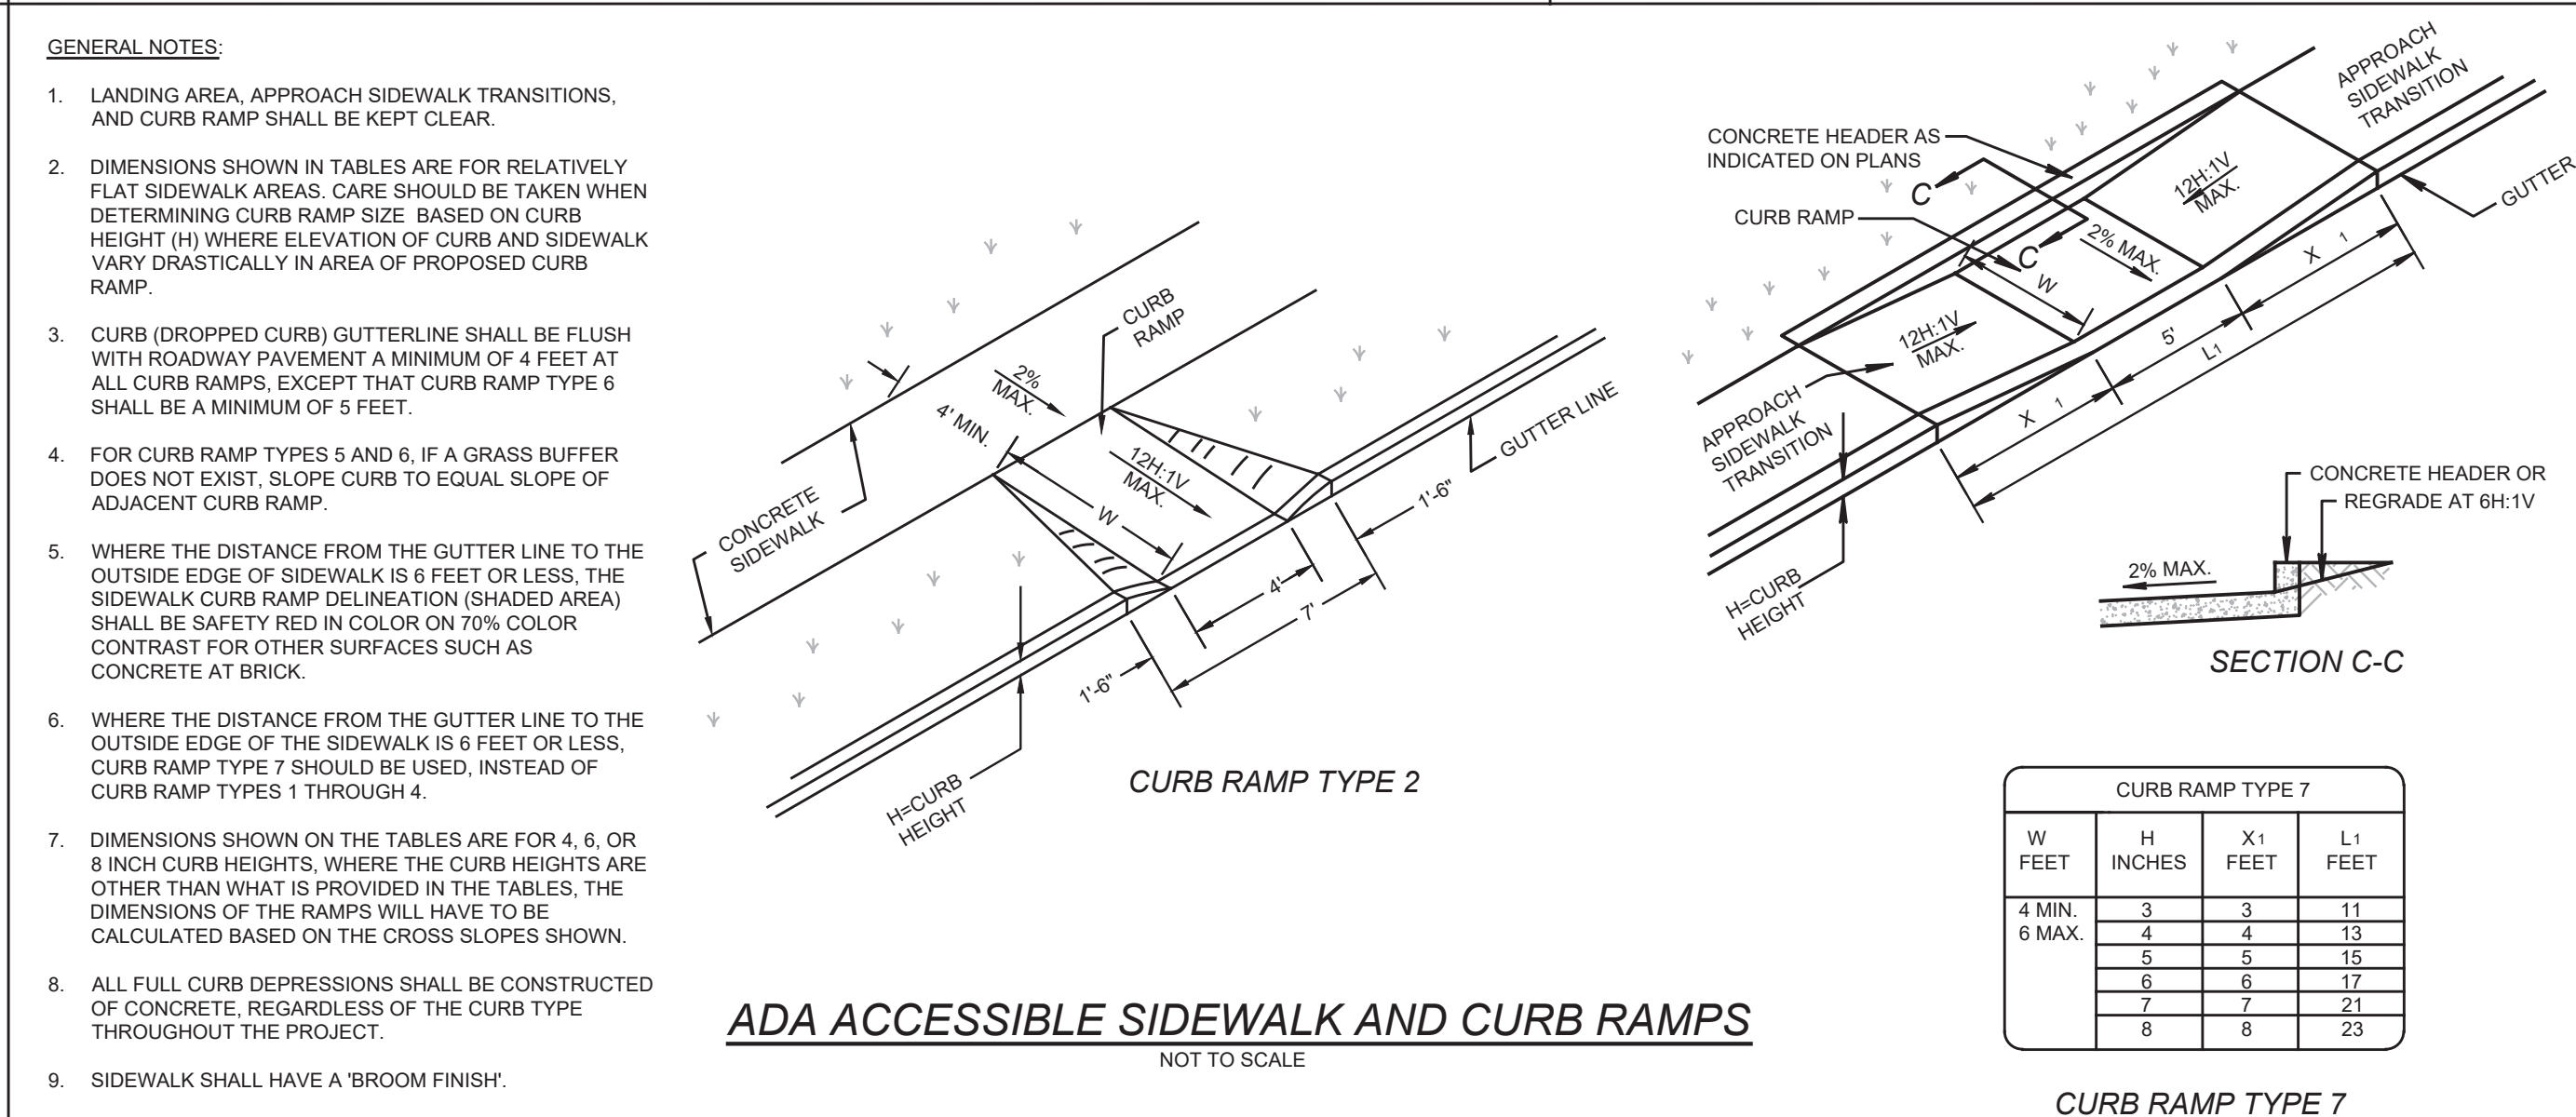 GENERAL NOTES:
1. LANDING AREA, APPROACH SIDEWALK TRANSITIONS,
AND CURB RAMP SHALL BE KEPT CLEAR.
2. DIMENSIONS SHOWN IN TABLES ARE FOR RELATIVELY
FLAT SIDEWALK AREAS. CARE SHOULD BE TAKEN WHEN
DETERMINING CURB RAMP SIZE BASED ON CURB
HEIGHT (H) WHERE ELEVATION OF CURB AND SIDEWALK
VARY DRASTICALLY IN AREA OF PROPOSED CURB
RAMP.
3. CURB (DROPPED CURB) GUTTERLINE SHALL BE FLUSH
WITH ROADWAY PAVEMENT A MINIMUM OF 4 FEET AT
ALL CURB RAMPS, EXCEPT THAT CURB RAMP TYPE 6
SHALL BE A MINIMUM OF 5 FEET.
4. FOR CURB RAMP TYPES 5 AND 6, IF A GRASS BUFFER
DOES NOT EXIST, SLOPE CURB TO EQUAL SLOPE OF
ADJACENT CURB RAMP.
5. WHERE THE DISTANCE FROM THE GUTTER LINE TO THE
OUTSIDE EDGE OF SIDEWALK IS 6 FEET OR LESS, THE
SIDEWALK CURB RAMP DELINEATION (SHADED AREA)
SHALL BE SAFETY RED IN COLOR ON 70% COLOR
CONTRAST FOR OTHER SURFACES SUCH AS
CONCRETE AT BRICK.
6. WHERE THE DISTANCE FROM THE GUTTER LINE TO THE
OUTSIDE EDGE OF THE SIDEWALK IS 6 FEET OR LESS,
CURB RAMP TYPE 7 SHOULD BE USED, INSTEAD OF
CURB RAMP TYPES 1 THROUGH 4.
7. DIMENSIONS SHOWN ON THE TABLES ARE FOR 4, 6, OR
8 INCH CURB HEIGHTS, WHERE THE CURB HEIGHTS ARE
OTHER THAN WHAT IS PROVIDED IN THE TABLES, THE
DIMENSIONS OF THE RAMPS WILL HAVE TO BE
CALCULATED BASED ON THE CROSS SLOPES SHOWN.
8. ALL FULL CURB DEPRESSIONS SHALL BE CONSTRUCTED
OF CONCRETE, REGARDLESS OF THE CURB TYPE
THROUGHOUT THE PROJECT.
9. SIDEWALK SHALL HAVE A 'BROOM FINISH'.
CURB
RAMP
2%
MAX.
4' MIN.
12H:1V
MAX.
W
CONCRETE
SIDEWALK
GUTTER LINE
1'-6"
4'
7'
1'-6"
H=CURB
HEIGHT
CURB RAMP TYPE 2
APPROACH
SIDEWALK
TRANSITION
CONCRETE HEADER AS
INDICATED ON PLANS
C
CURB RAMP
C
12H:1V
MAX.
GUTTER
2% MAX.
W
X 1
5'
L1
X 1
12H:1V
MAX.
APPROACH
SIDEWALK
TRANSITION
H=CURB
HEIGHT
CONCRETE HEADER OR
REGRADE AT 6H:1V
2% MAX.
SECTION C-C
CURB RAMP TYPE 7
W H X1 L1
FEET INCHES FEET FEET
4 MIN. 3 3 11
6 MAX. 4 4 13
5 5 15
6 6 17
7 7 21
8 8 23
CURB RAMP TYPE 7
ADA ACCESSIBLE SIDEWALK AND CURB RAMPS
NOT TO SCALE